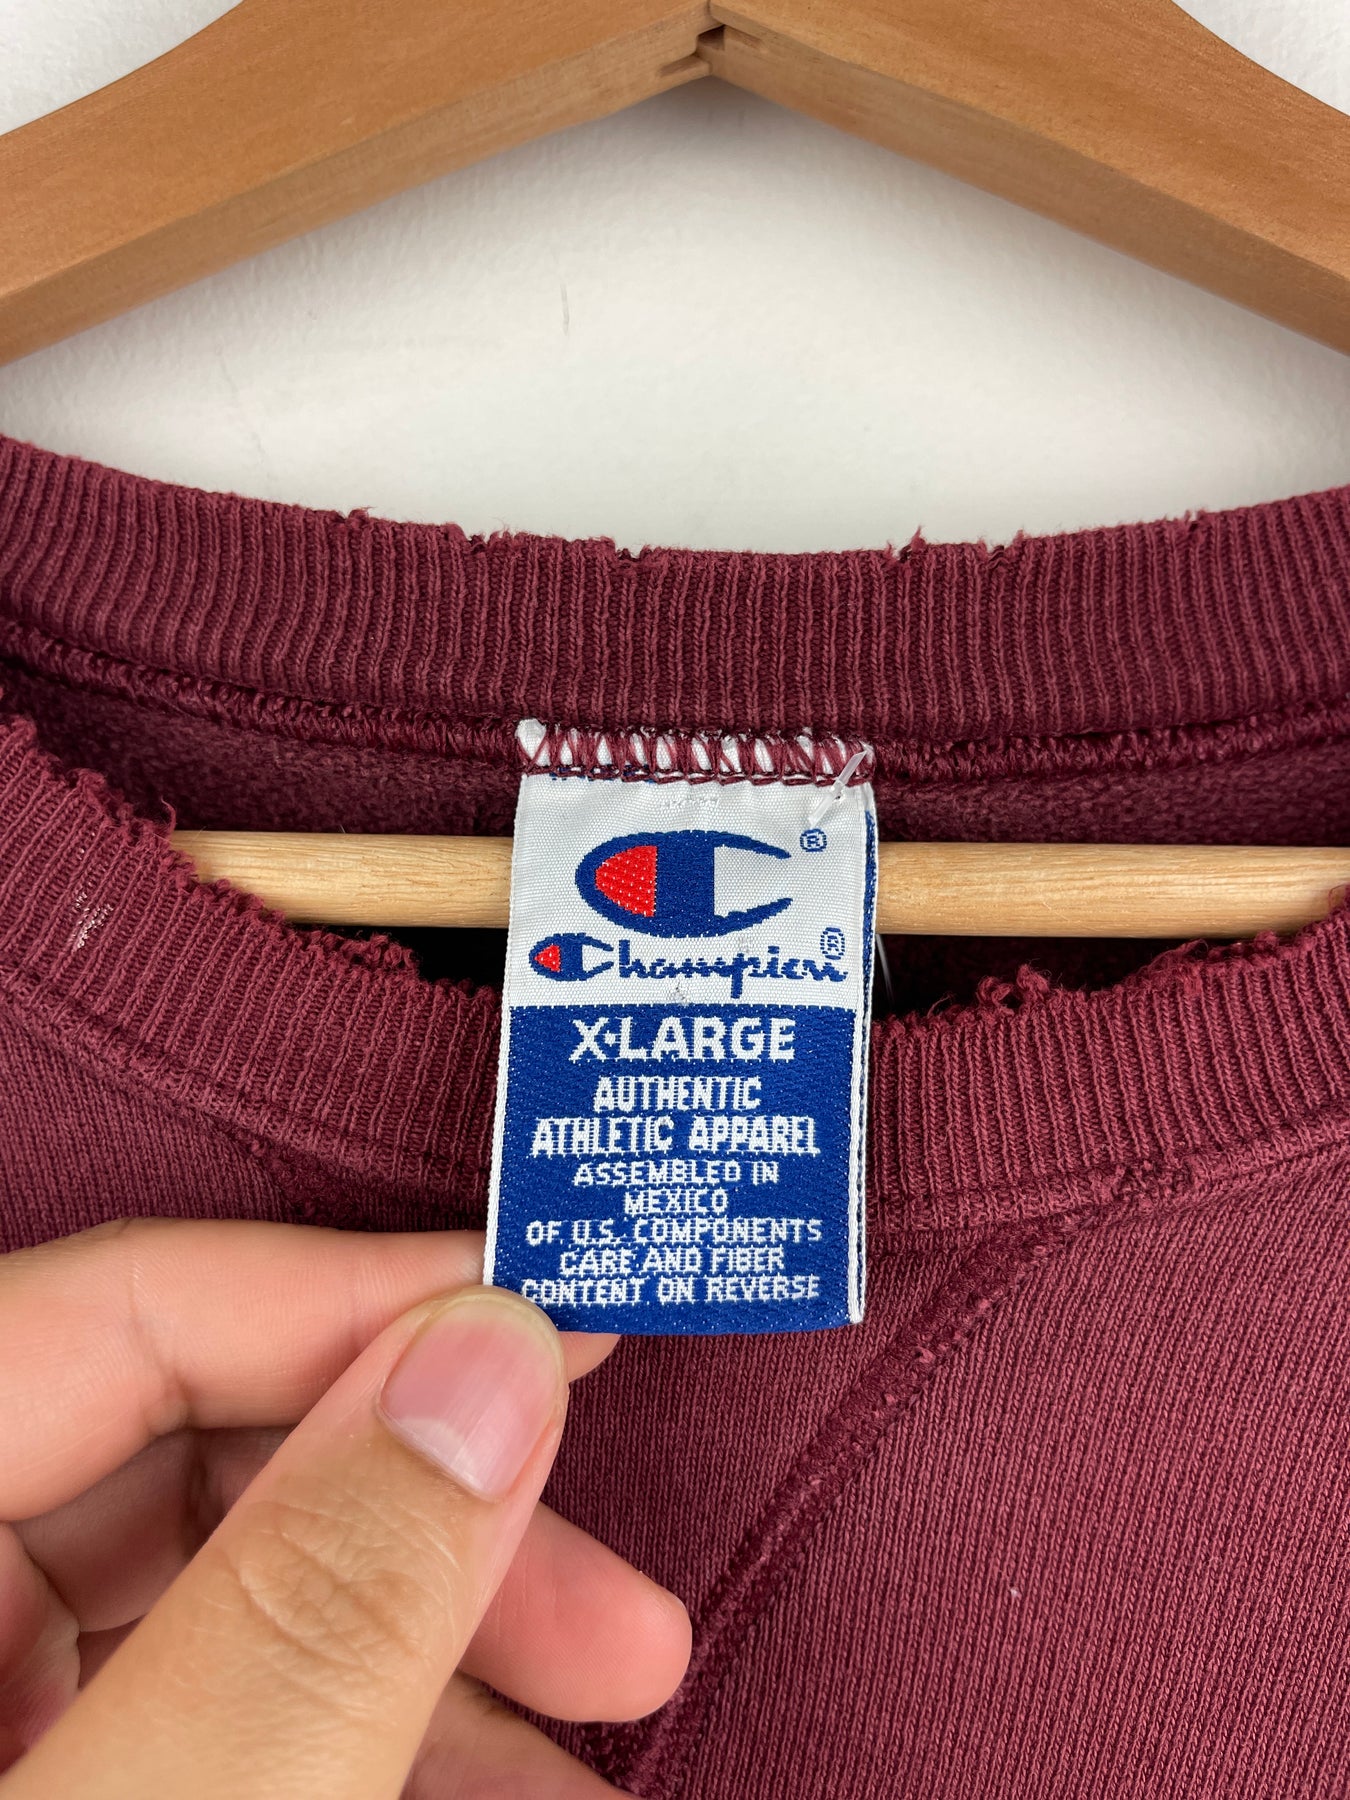 ®
Champion®
X-LARGE
AUTHENTIC
ATHLETIC APPAREL
ASSEMBLED IN
MEXICO
OF U.S. COMPONENTS
CARE AND FIBER
CONTENT ON REVERSE